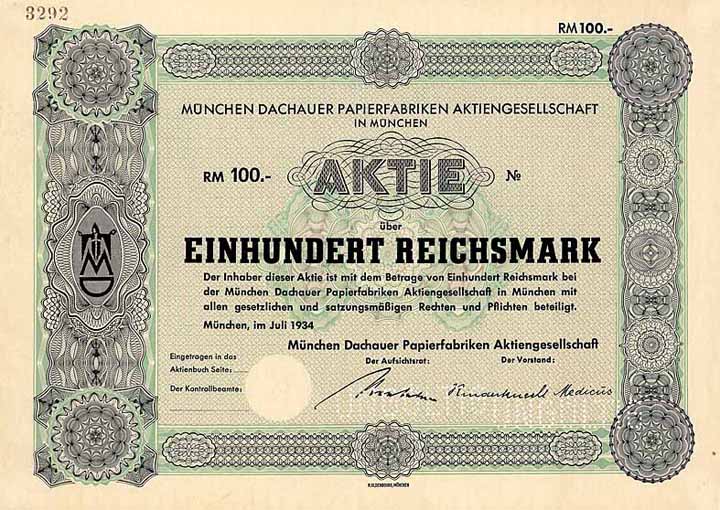 3292
RM 100.-
MÜNCHEN DACHAUER PAPIERFABRIKEN AKTIENGESELLSCHAFT
IN MÜNCHEN
RM 100.- AKTIE №
über
EINHUNDERT REICHSMARK
Der Inhaber dieser Aktie ist mit dem Betrage von Einhundert Reichsmark bei
der München Dachauer Papierfabriken Aktiengesellschaft in München mit
allen gesetzlichen und satzungsmäßigen Rechten und Pflichten beteiligt.
München, im Juli 1934
München Dachauer Papierfabriken Aktiengesellschaft
Eingetragen in das
Aktienbuch Seite:
Der Aufsichtsrat:
Der Vorstand:
Der Kontrollbeamte:
Medicus
R.OLDENBOURG, MÜNCHEN